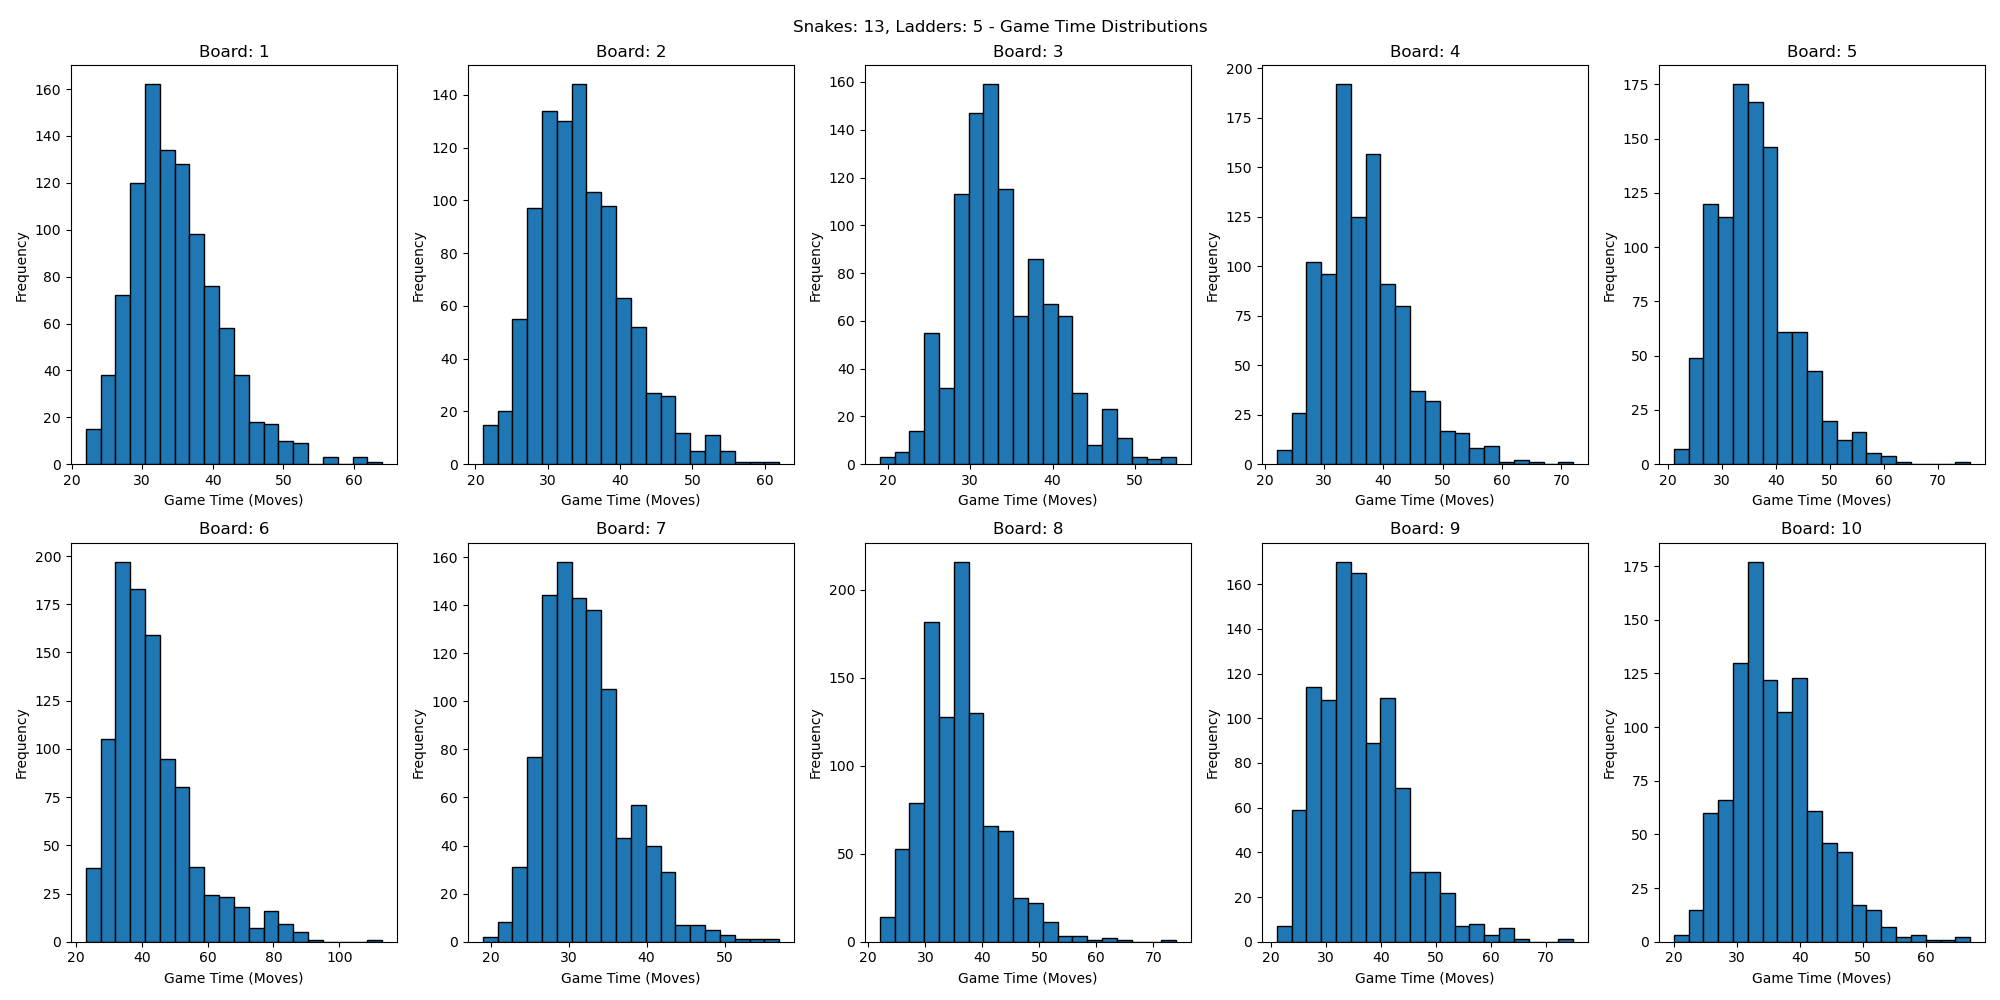 Snakes: 13, Ladders: 5 - Game Time Distributions
Board: 1
160
140
120
100
80
60
40
20
0
Frequency
20 30 40 50 60
Game Time (Moves)
Board: 2
140
120
100
80
60
40
20
0
Frequency
20 30 40 50 60
Game Time (Moves)
Board: 3
160
140
120
100
80
60
40
20
0
Frequency
20 30 40 50
Game Time (Moves)
Board: 4
200
175
150
125
100
75
50
25
0
Frequency
20 30 40 50 60 70
Game Time (Moves)
Board: 5
175
150
125
100
75
50
25
0
Frequency
20 30 40 50 60 70
Game Time (Moves)
Board: 6
200
175
150
125
100
75
50
25
0
Frequency
20 40 60 80 100
Game Time (Moves)
Board: 7
160
140
120
100
80
60
40
20
0
Frequency
20 30 40 50
Game Time (Moves)
Board: 8
200
150
100
50
0
Frequency
20 30 40 50 60 70
Game Time (Moves)
Board: 9
160
140
120
100
80
60
40
20
0
Frequency
20 30 40 50 60 70
Game Time (Moves)
Board: 10
175
150
125
100
75
50
25
0
Frequency
20 30 40 50 60
Game Time (Moves)